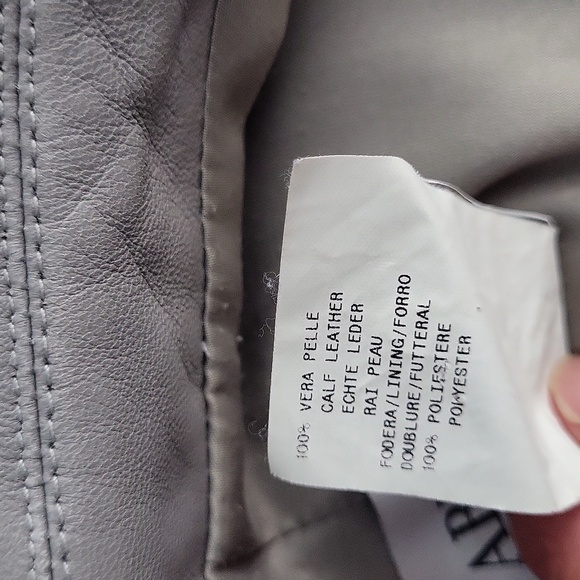 100% VERA PELLE
CALF LEATHER
ECHTE LEDER
RAI PEAU
FODERA/LINING/FORRO
DOUBLURE/FUTTERAL
100% POLIESTERE
POLYESTER